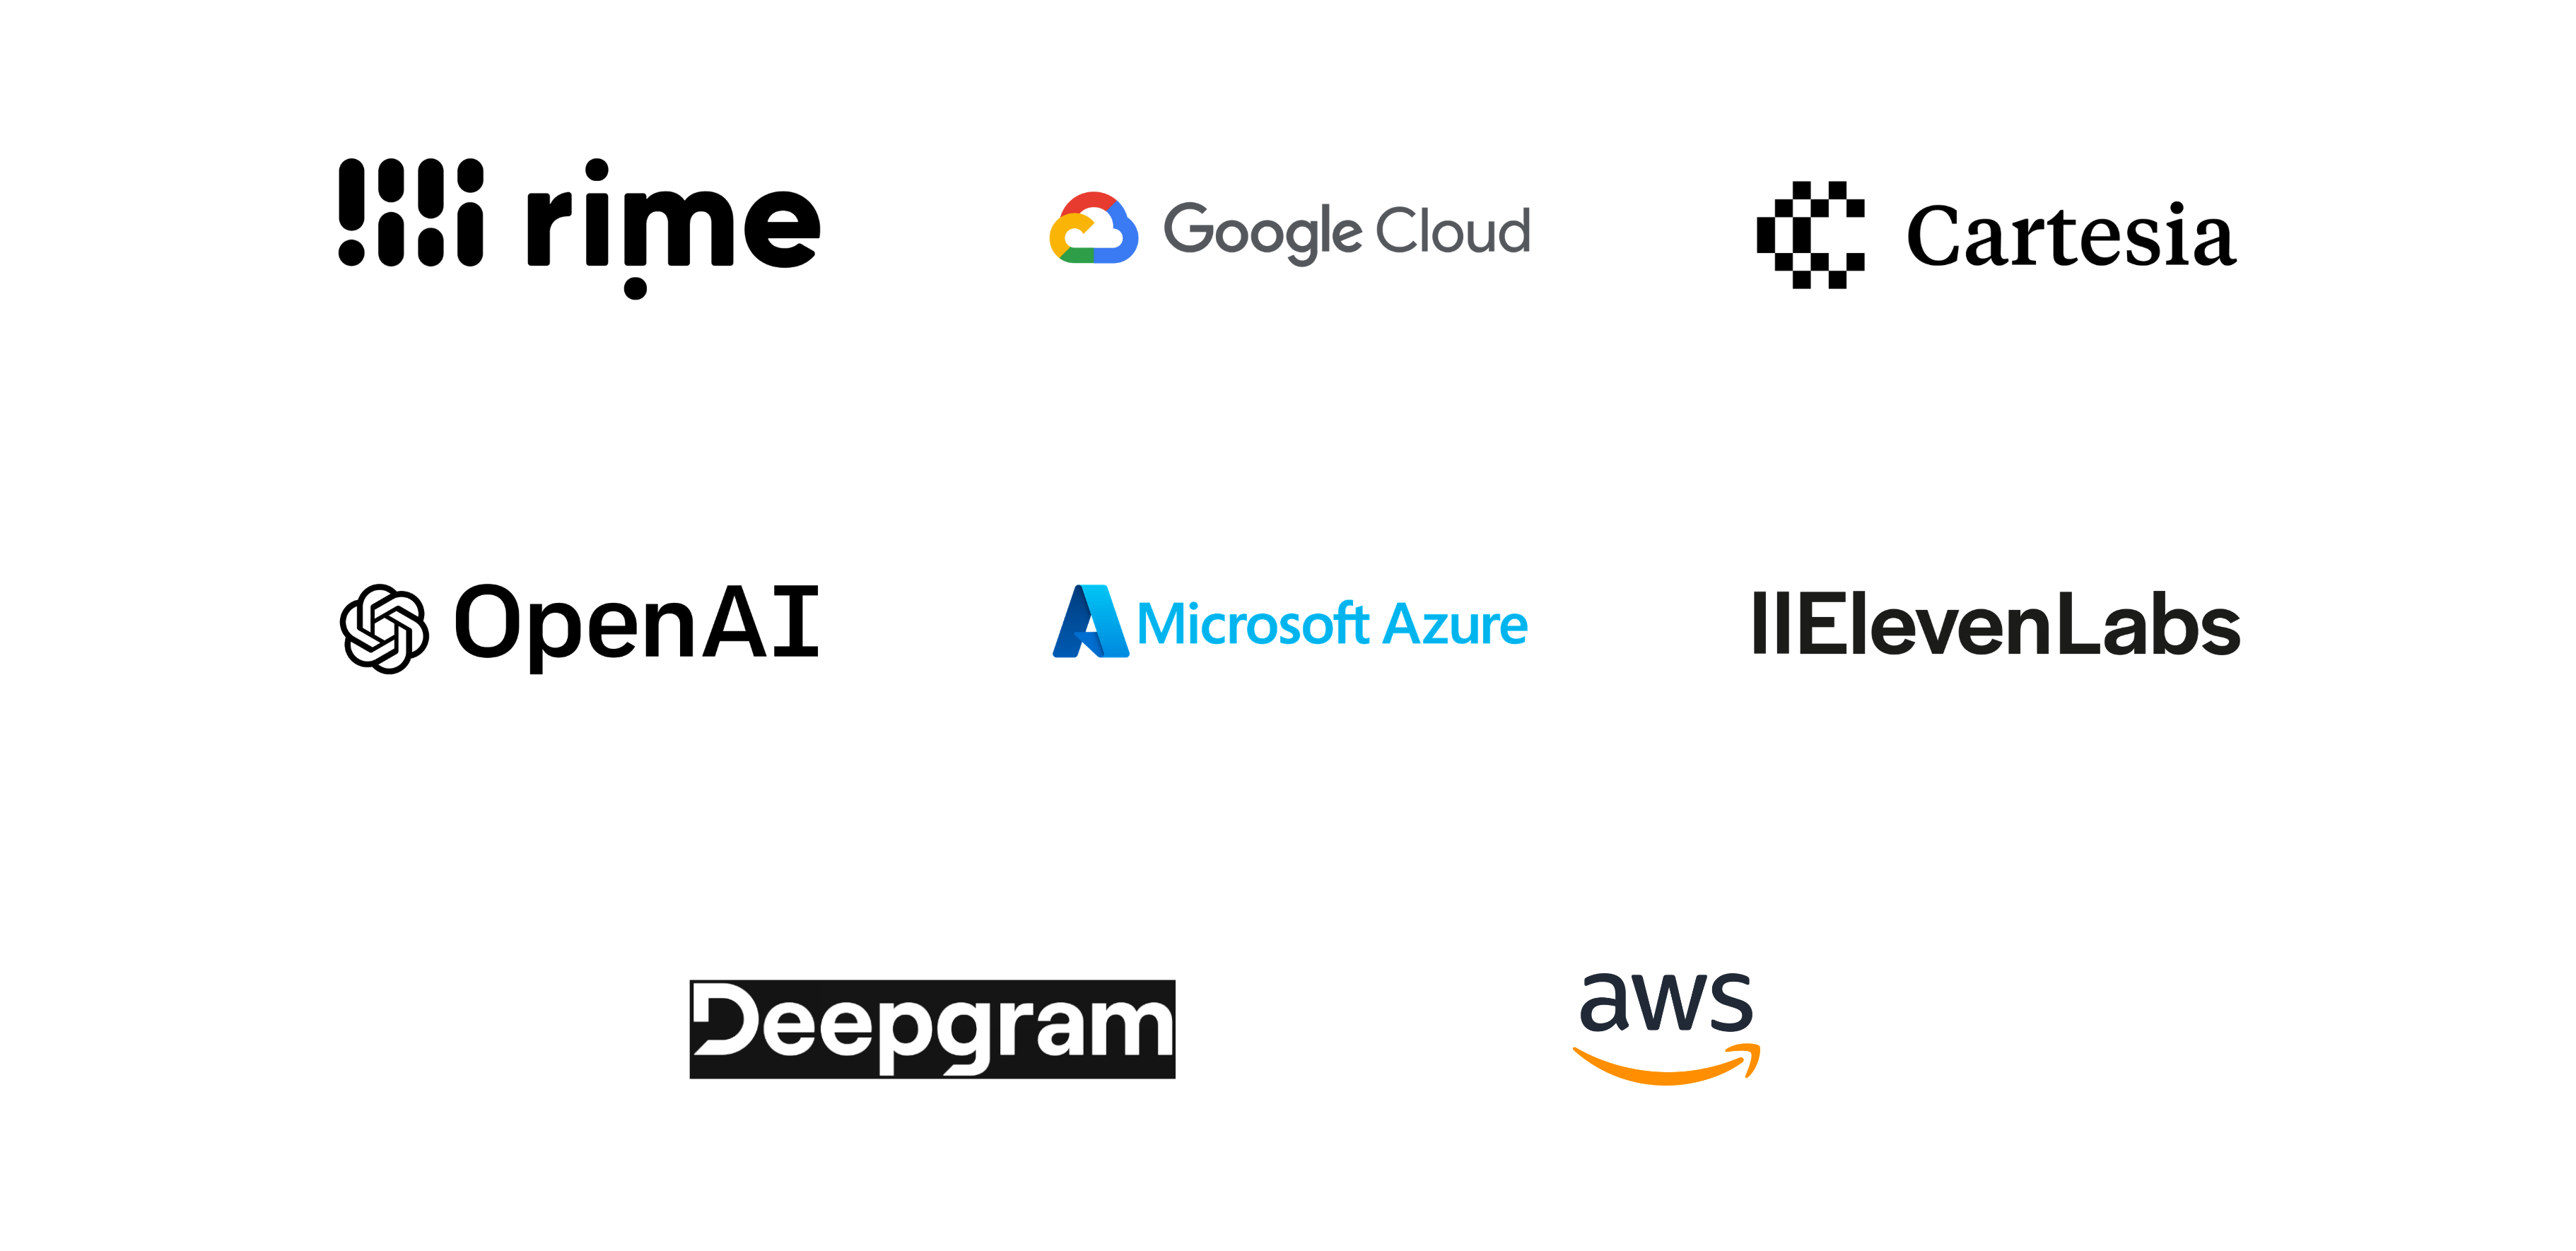 rime
Google Cloud
Cartesia
OpenAI
Microsoft Azure
IIElevenLabs
Deepgram
aws